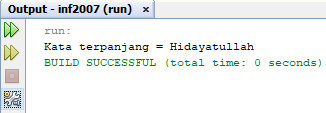 Output - inf2007 (run) ×
run:
Kata terpanjang = Hidayatullah
BUILD SUCCESSFUL (total time: 0 seconds)